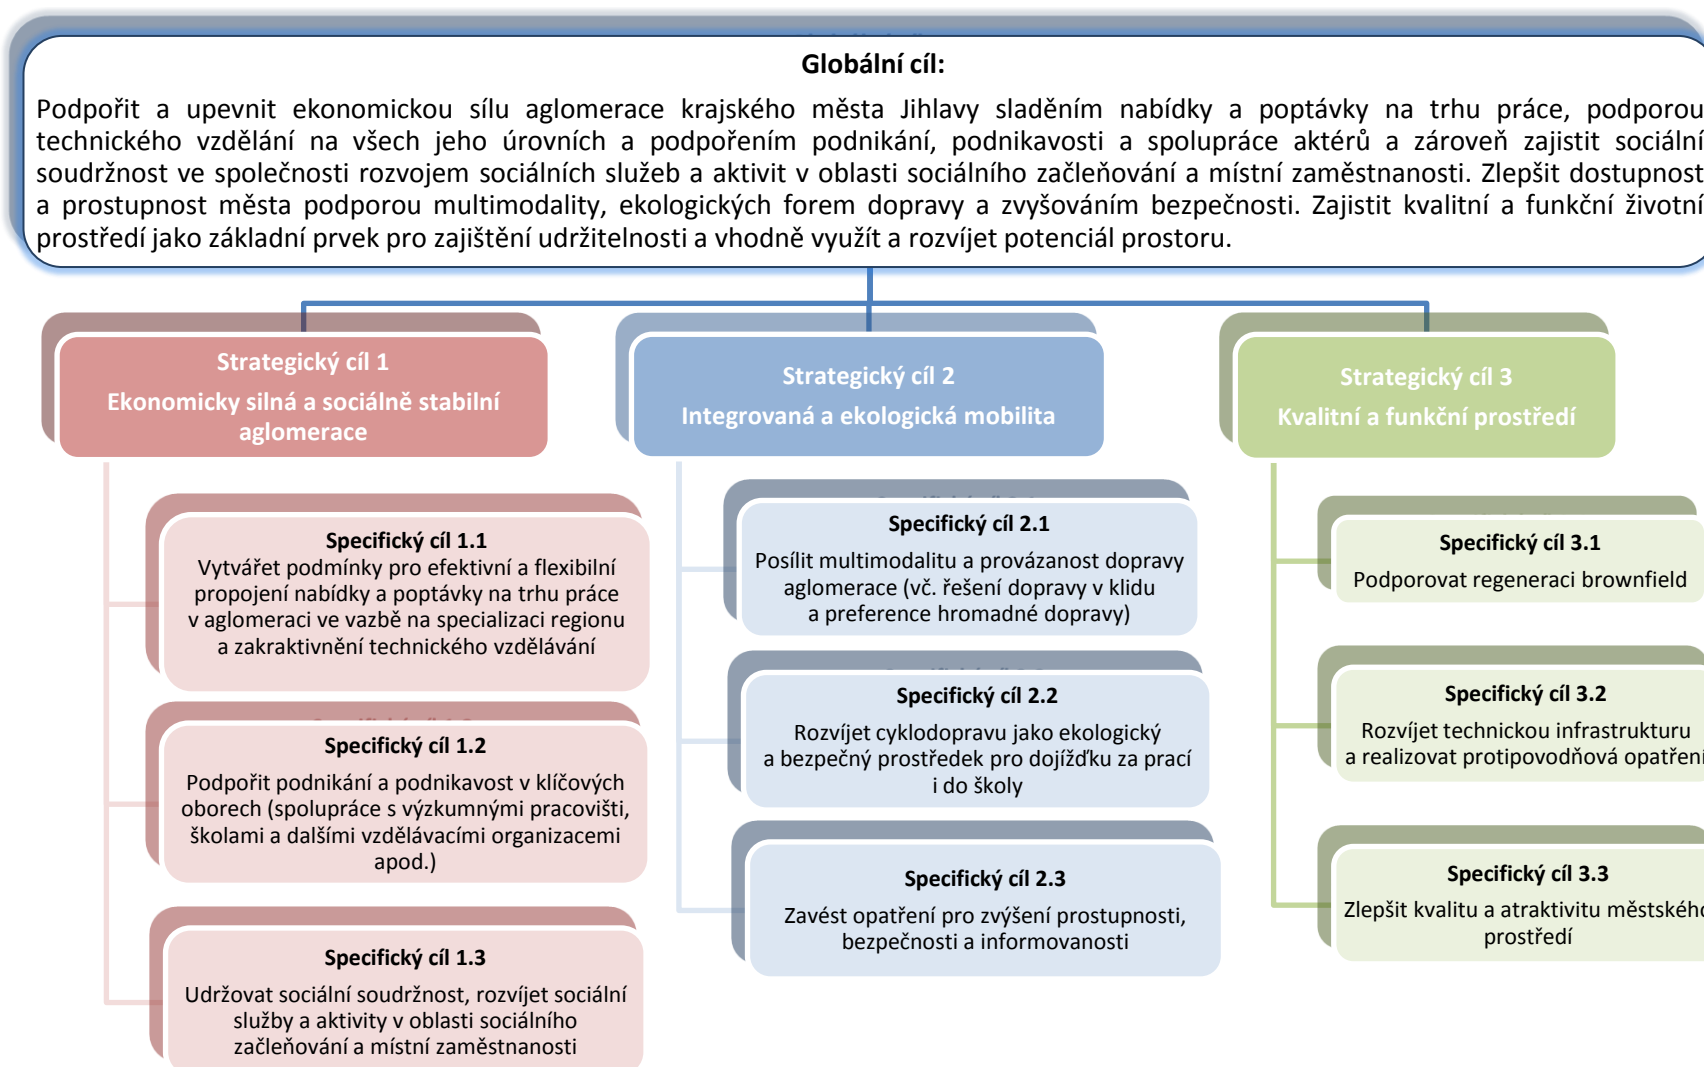 Globální cíl:
Podpořit a upevnit ekonomickou sílu aglomerace krajského města Jihlavy sladěním nabídky a poptávky na trhu práce, podporou
technického vzdělání na všech jeho úrovních a podpořením podnikání, podnikavosti a spolupráce aktérů a zároveň zajistit sociální
soudržnost ve společnosti rozvojem sociálních služeb a aktivit v oblasti sociálního začleňování a místní zaměstnanosti. Zlepšit dostupnost
a prostupnost města podporou multimodality, ekologických forem dopravy a zvyšováním bezpečnosti. Zajistit kvalitní a funkční životní
prostředí jako základní prvek pro zajištění udržitelnosti a vhodně využít a rozvíjet potenciál prostoru.
Strategický cíl 1
Ekonomicky silná a sociálně stabilní
aglomerace
Specifický cíl 1.1
Vytvářet podmínky pro efektivní a flexibilní
propojení nabídky a poptávky na trhu práce
v aglomeraci ve vazbě na specializaci regionu
a zakraktivnění technického vzdělávání
Specifický cíl 1.2
Podpořit podnikání a podnikavost v klíčových
oborech (spolupráce s výzkumnými pracovišti,
školami a dalšími vzdělávacími organizacemi
apod.)
Specifický cíl 1.3
Udržovat sociální soudržnost, rozvíjet sociální
služby a aktivity v oblasti sociálního
začleňování a místní zaměstnanosti
Strategický cíl 2
Integrovaná a ekologická mobilita
Specifický cíl 2.1
Posílit multimodalitu a provázanost dopravy
aglomerace (vč. řešení dopravy v klidu
a preference hromadné dopravy)
Specifický cíl 2.2
Rozvíjet cyklodopravu jako ekologický
a bezpečný prostředek pro dojížďku za prací
i do školy
Specifický cíl 2.3
Zavést opatření pro zvýšení prostupnosti,
bezpečnosti a informovanosti
Strategický cíl 3
Kvalitní a funkční prostředí
Specifický cíl 3.1
Podporovat regeneraci brownfield
Specifický cíl 3.2
Rozvíjet technickou infrastrukturu
a realizovat protipovodňová opatření
Specifický cíl 3.3
Zlepšit kvalitu a atraktivitu městského
prostředí